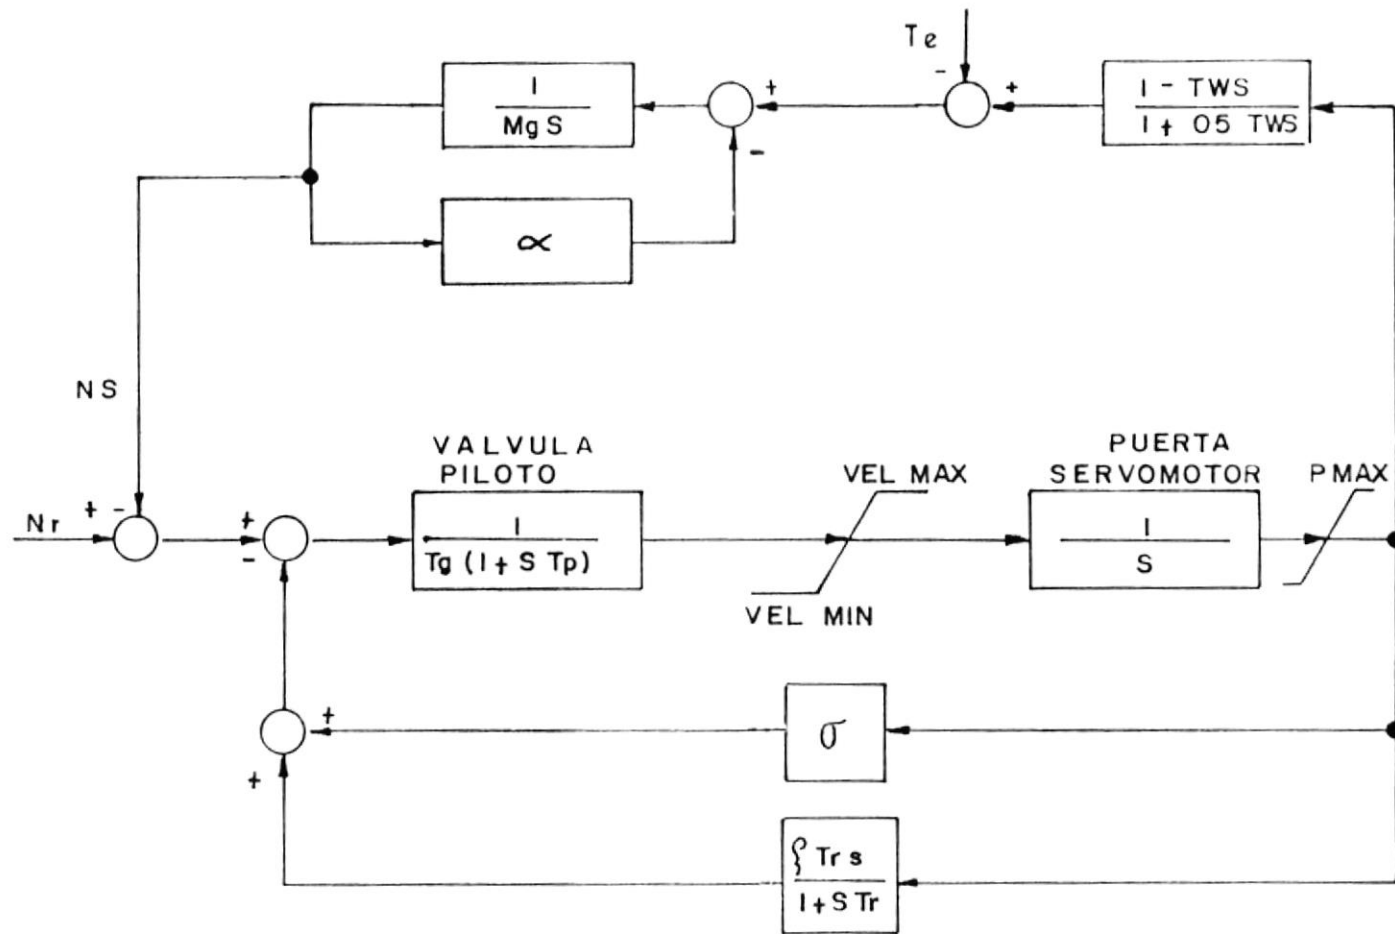 Te
-
+
1 - TWS
1 + 05 TWS
+
-
1
Mg S
∝
NS
VALVULA
PILOTO
VEL MAX
PUERTA
SERVOMOTOR
P MAX
Nr
+ -
+
-
1
Tg (1 + S Tp)
VEL MIN
1
S
+
σ
+
Tr s
1 + S Tr